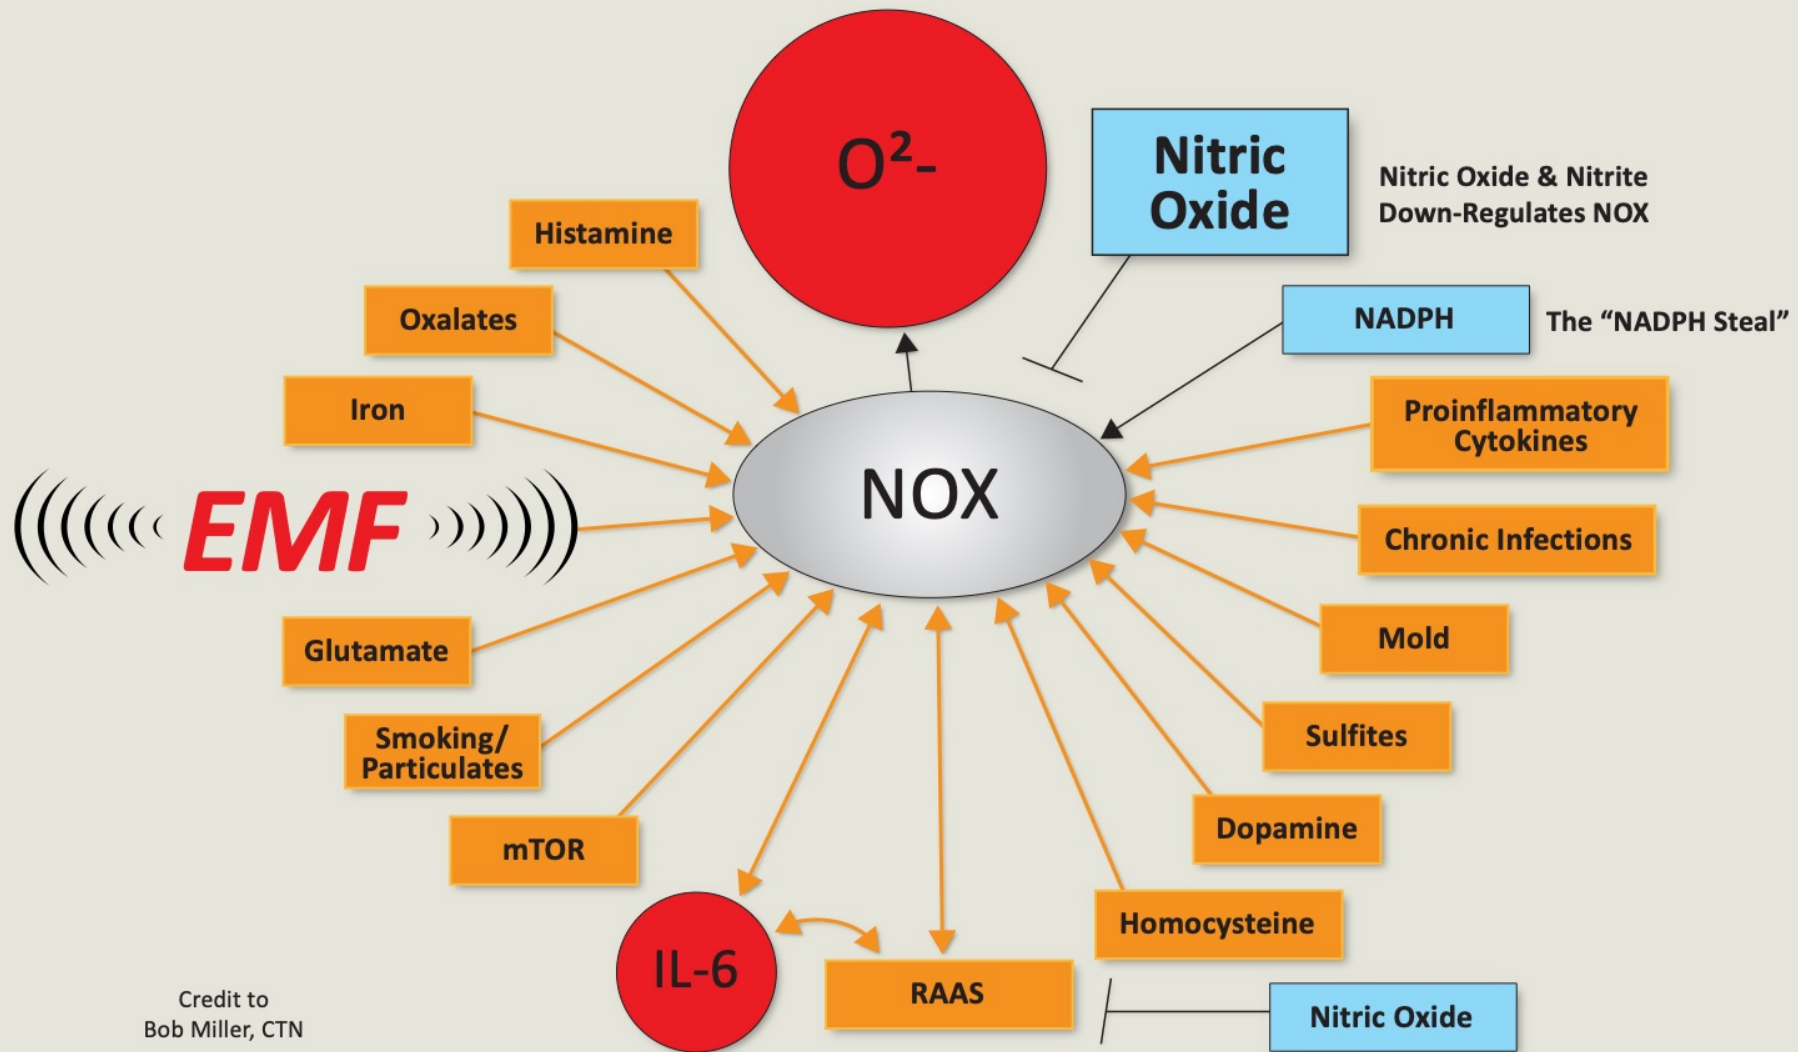 O²-
Nitric
Oxide
Nitric Oxide & Nitrite
Down-Regulates NOX
Histamine
Oxalates
NADPH
The “NADPH Steal”
Iron
Proinflammatory
Cytokines
EMF
NOX
Chronic Infections
Glutamate
Mold
Smoking/
Particulates
Sulfites
mTOR
Dopamine
Homocysteine
IL-6
RAAS
Nitric Oxide
Credit to
Bob Miller, CTN